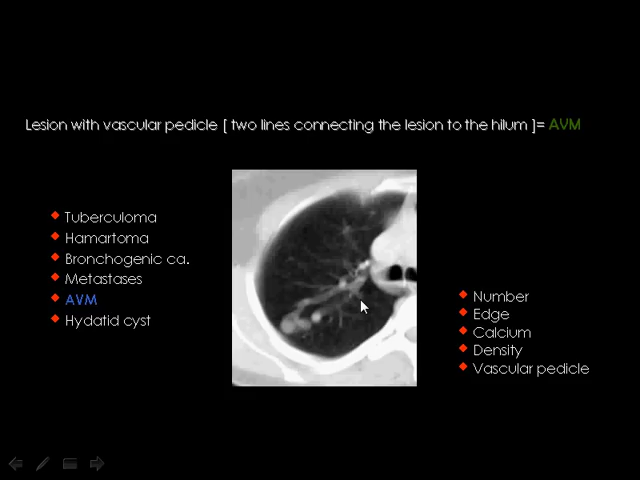 Lesion with vascular pedicle [ two lines connecting the lesion to the hilum ]= AVM
Tuberculoma
Hamartoma
Bronchogenic ca.
Metastases
AVM
Hydatid cyst
Number
Edge
Calcium
Density
Vascular pedicle